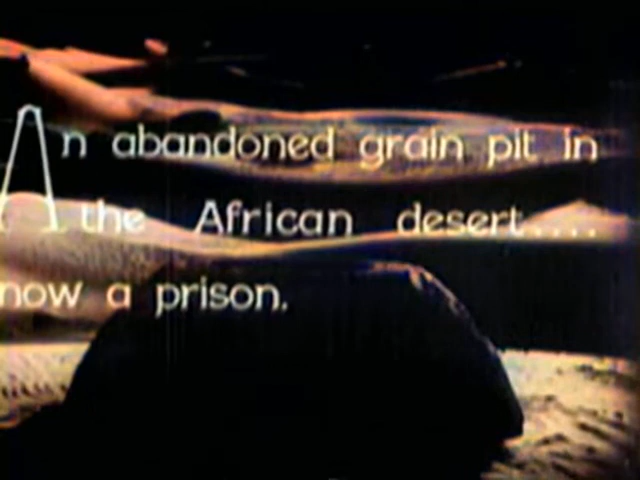 An abandoned grain pit in
the African desert....
now a prison.